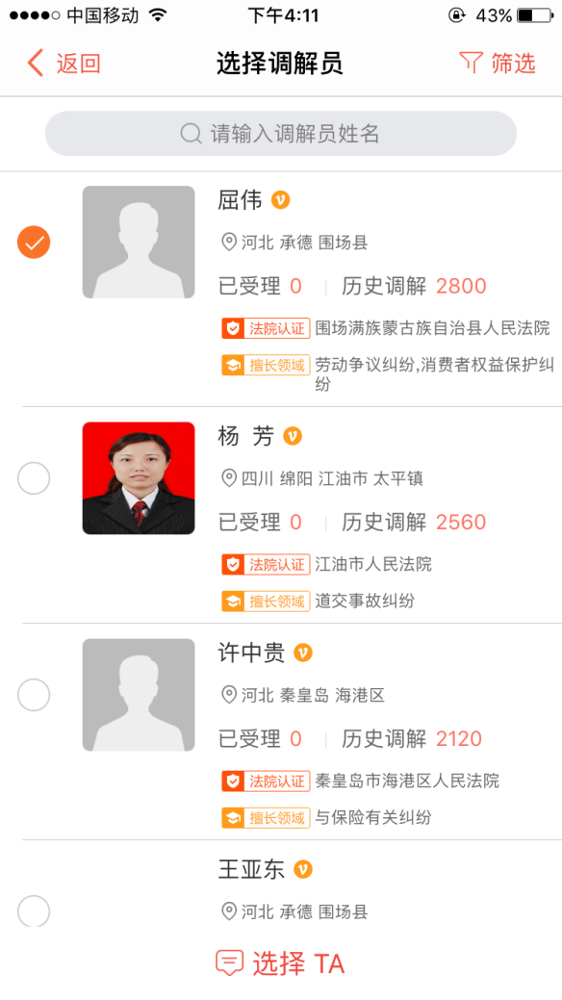 中国移动 下午4:11 43%
返回 选择调解员 筛选
请输入调解员姓名
屈伟
河北 承德 围场县
已受理 0 历史调解 2800
法院认证 围场满族蒙古族自治县人民法院
擅长领域 劳动争议纠纷,消费者权益保护纠
纷
杨 芳
四川 绵阳 江油市 太平镇
已受理 0 历史调解 2560
法院认证 江油市人民法院
擅长领域 道交事故纠纷
许中贵
河北 秦皇岛 海港区
已受理 0 历史调解 2120
法院认证 秦皇岛市海港区人民法院
擅长领域 与保险有关纠纷
王亚东
河北 承德 围场县
选择 TA